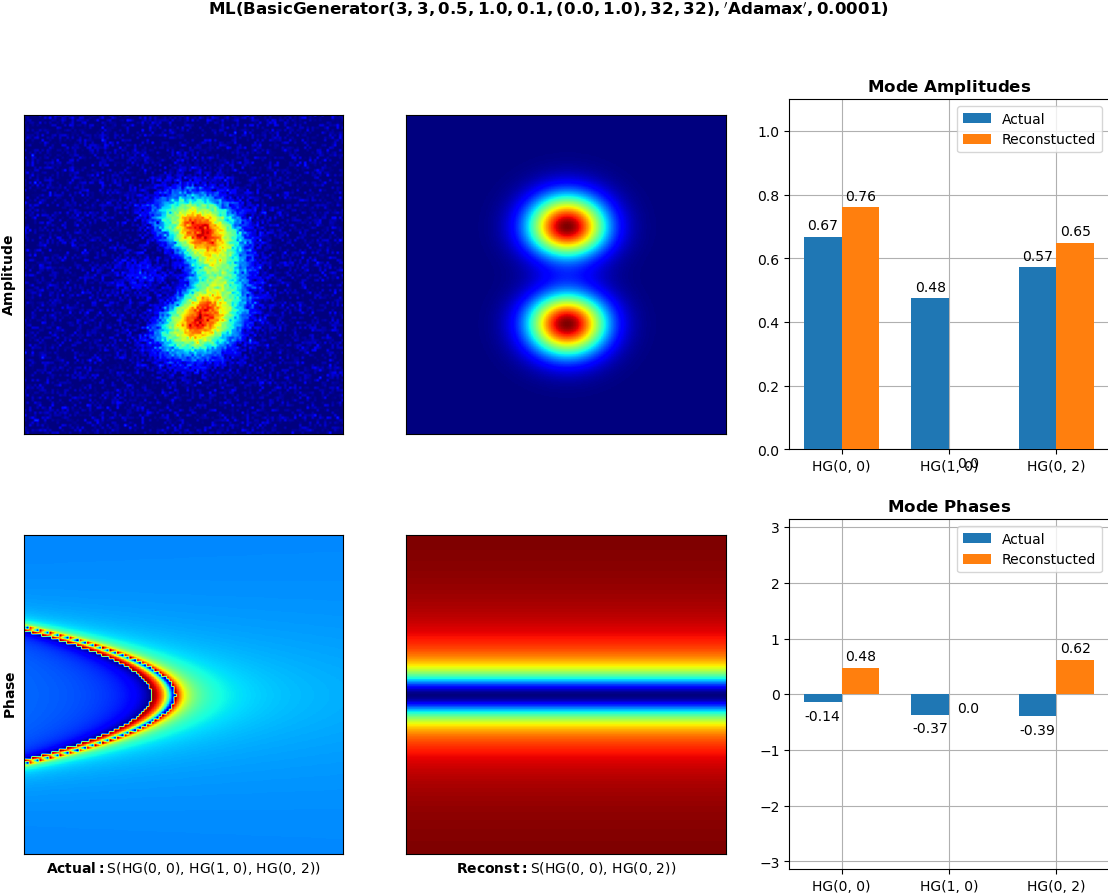 ML(BasicGenerator(3, 3, 0.5, 1.0, 0.1, (0.0, 1.0), 32, 32), ′Adamax′, 0.0001)
Amplitude
Mode Amplitudes
Actual
Reconstucted
1.0
0.8
0.6
0.4
0.2
0.0
0.67
0.76
0.48
0.0
0.57
0.65
HG(0, 0)
HG(1, 0)
HG(0, 2)
Phase
Actual: S(HG(0, 0), HG(1, 0), HG(0, 2))
Reconst: S(HG(0, 0), HG(0, 2))
Mode Phases
Actual
Reconstucted
3
2
1
0
−1
−2
−3
-0.14
0.48
-0.37
0.0
-0.39
0.62
HG(0, 0)
HG(1, 0)
HG(0, 2)